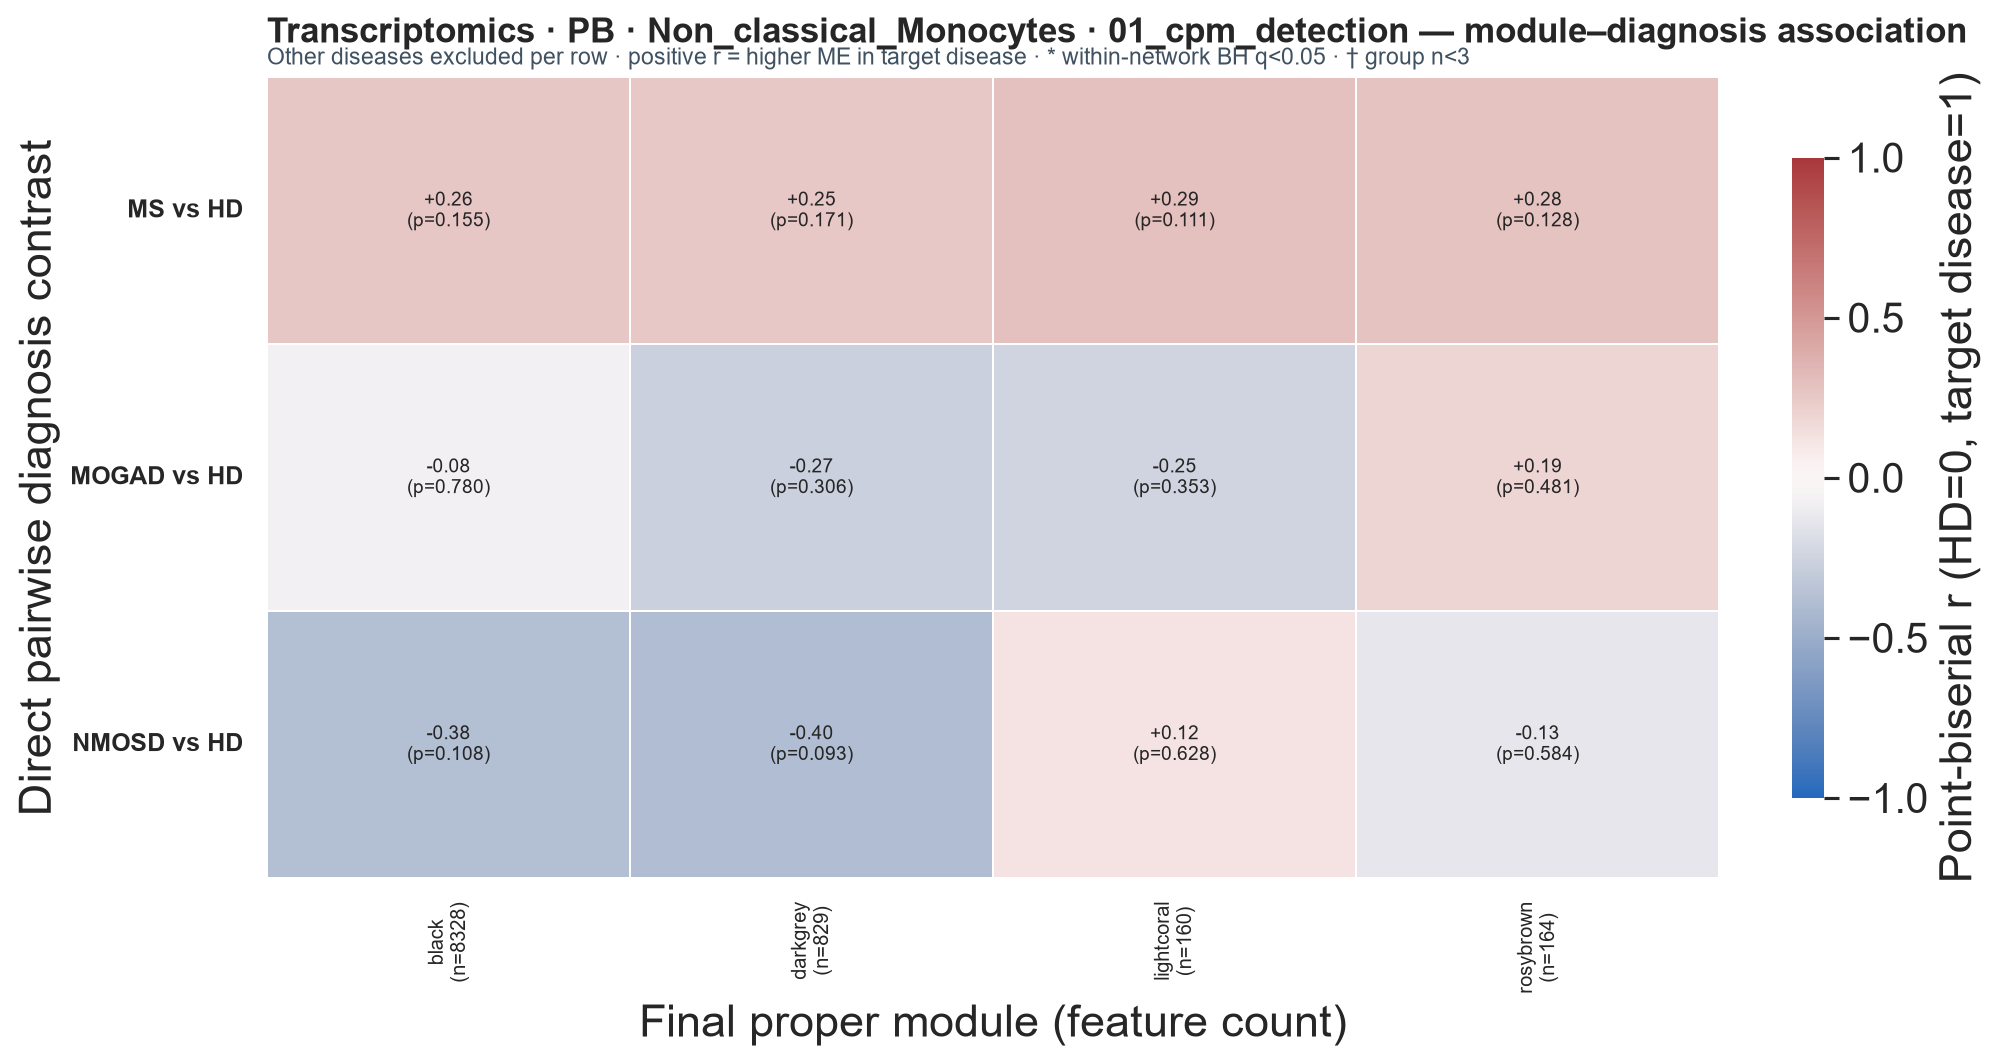 Transcriptomics · PB · Non_classical_Monocytes · 01_cpm_detection — module–diagnosis association
Other diseases excluded per row · positive r = higher ME in target disease · * within-network BH q<0.05 · † group n<3
Direct pairwise diagnosis contrast
MS vs HD
+0.26
(p=0.155)
+0.25
(p=0.171)
+0.29
(p=0.111)
+0.28
(p=0.128)
MOGAD vs HD
-0.08
(p=0.780)
-0.27
(p=0.306)
-0.25
(p=0.353)
+0.19
(p=0.481)
NMOSD vs HD
-0.38
(p=0.108)
-0.40
(p=0.093)
+0.12
(p=0.628)
-0.13
(p=0.584)
black
(n=8328)
darkgrey
(n=829)
lightcoral
(n=160)
rosybrown
(n=164)
Final proper module (feature count)
1.0
0.5
0.0
−0.5
−1.0
Point-biserial r (HD=0, target disease=1)